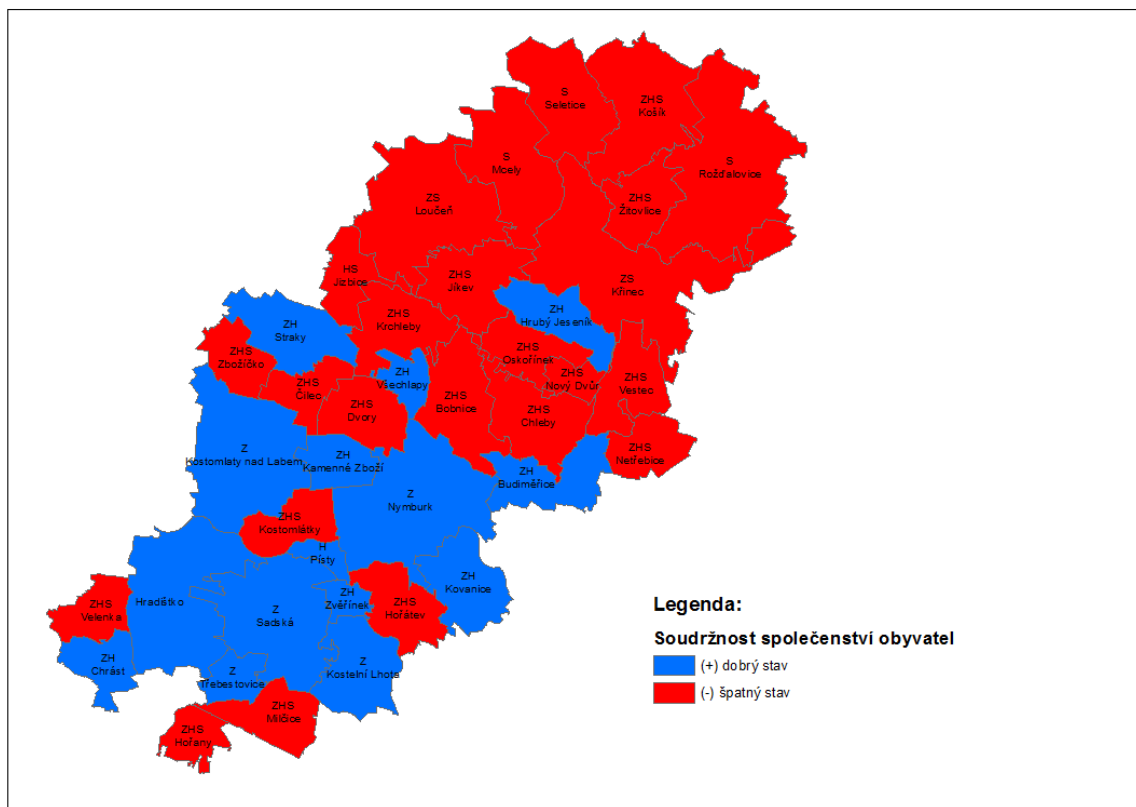 S
Seletice
ZHS
Košík
S
Rožďalovice
S
Mcely
ZHS
Žitovlice
ZS
Loučeň
HS
Jizbice
ZHS
Jíkev
ZS
Křinec
ZH
Hrubý Jeseník
ZHS
Krchleby
ZH
Straky
ZHS
Oskořínek
ZHS
Zbožíčko
ZH
Všechlapy
ZHS
Nový Dvůr
ZHS
Vestec
ZHS
Čilec
ZHS
Dvory
ZHS
Bobnice
ZHS
Chleby
Z
Kostomlaty nad Labem
ZH
Kamenné Zboží
ZHS
Netřebice
ZH
Budiměřice
Z
Nymburk
ZHS
Kostomlátky
H
Písty
ZH
Kovanice
ZHS
Velenka
Hradištko
Z
Sadská
ZH
Zvěřínek
ZHS
Hořátev
ZH
Chrást
Z
Třebestovice
Z
Kostelní Lhota
ZHS
Milčice
ZHS
Hořany
Legenda:
Soudržnost společenství obyvatel
(+) dobrý stav
(-) špatný stav